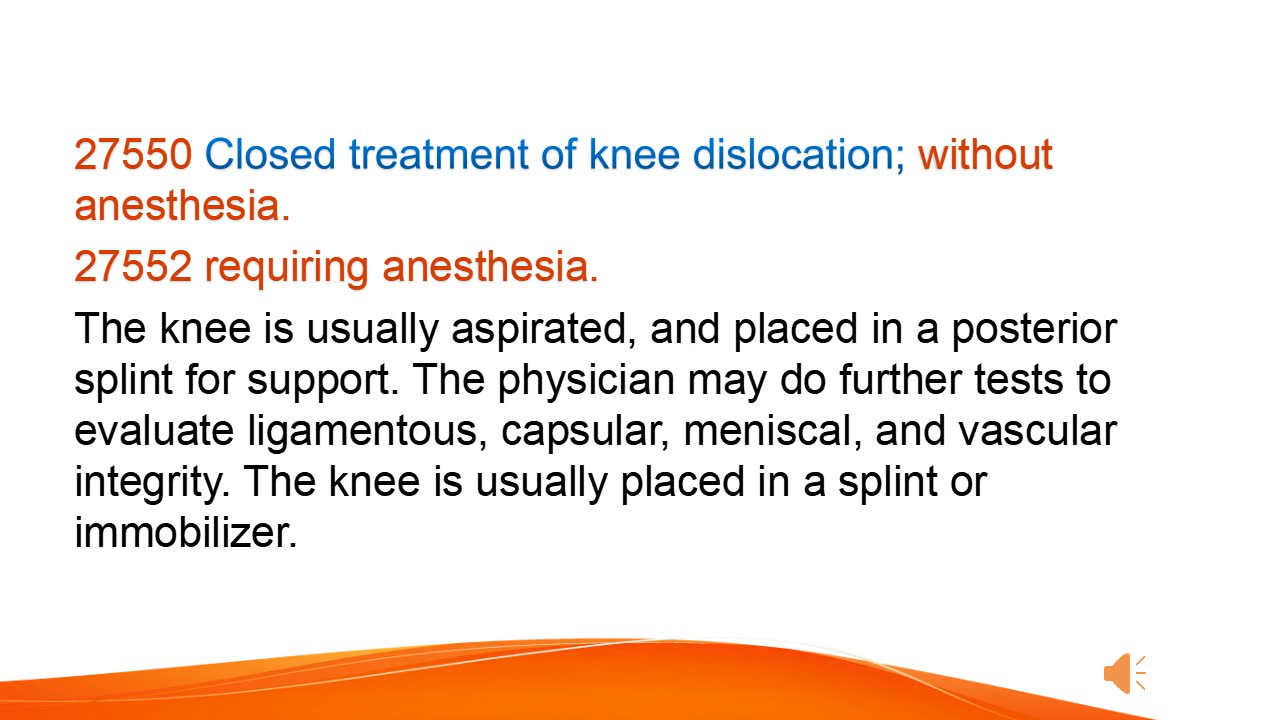 27550 Closed treatment of knee dislocation; without
anesthesia.
27552 requiring anesthesia.
The knee is usually aspirated, and placed in a posterior
splint for support. The physician may do further tests to
evaluate ligamentous, capsular, meniscal, and vascular
integrity. The knee is usually placed in a splint or
immobilizer.